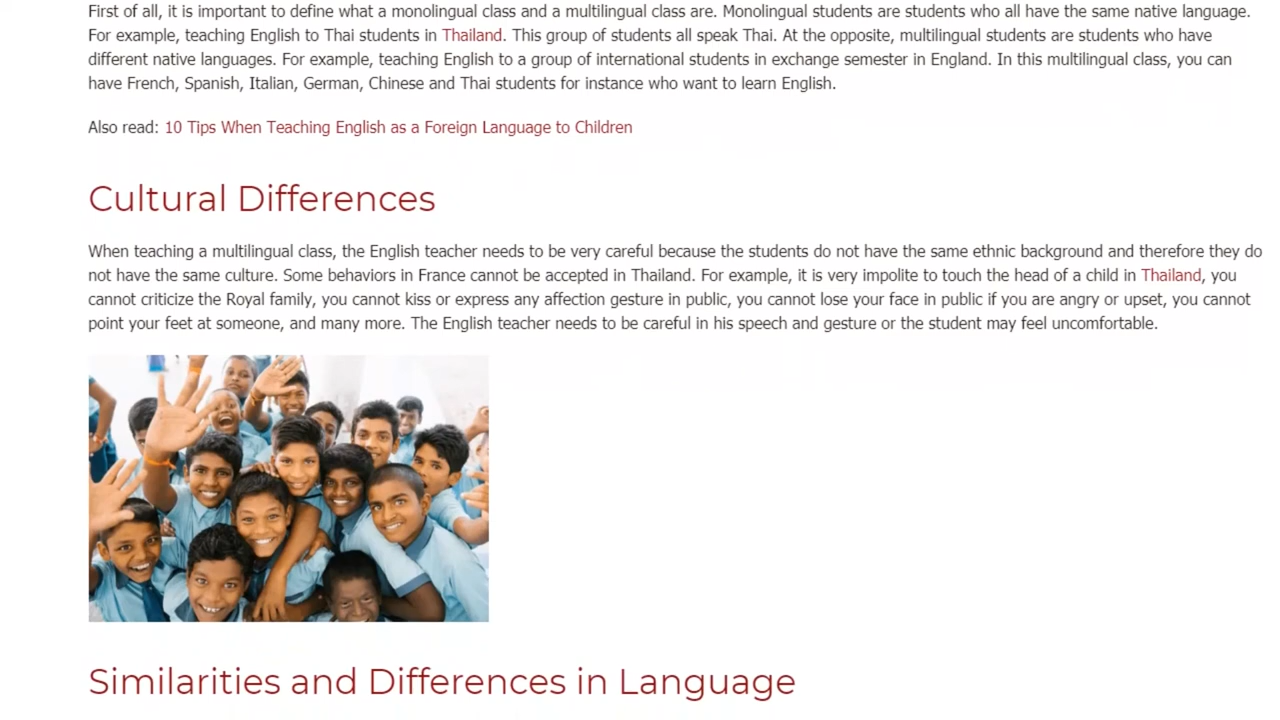 First of all, it is important to define what a monolingual class and a multilingual class are. Monolingual students are students who all have the same native language.
For example, teaching English to Thai students in Thailand. This group of students all speak Thai. At the opposite, multilingual students are students who have
different native languages. For example, teaching English to a group of international students in exchange semester in England. In this multilingual class, you can
have French, Spanish, Italian, German, Chinese and Thai students for instance who want to learn English.
Also read: 10 Tips When Teaching English as a Foreign Language to Children
Cultural Differences
When teaching a multilingual class, the English teacher needs to be very careful because the students do not have the same ethnic background and therefore they do
not have the same culture. Some behaviors in France cannot be accepted in Thailand. For example, it is very impolite to touch the head of a child in Thailand, you
cannot criticize the Royal family, you cannot kiss or express any affection gesture in public, you cannot lose your face in public if you are angry or upset, you cannot
point your feet at someone, and many more. The English teacher needs to be careful in his speech and gesture or the student may feel uncomfortable.
Similarities and Differences in Language